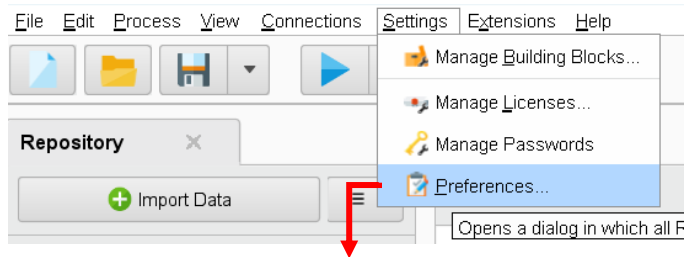 File Edit Process View Connections Settings Extensions Help
Manage Building Blocks...
Manage Licenses...
Repository
Manage Passwords
Import Data
Preferences...
Opens a dialog in which all R